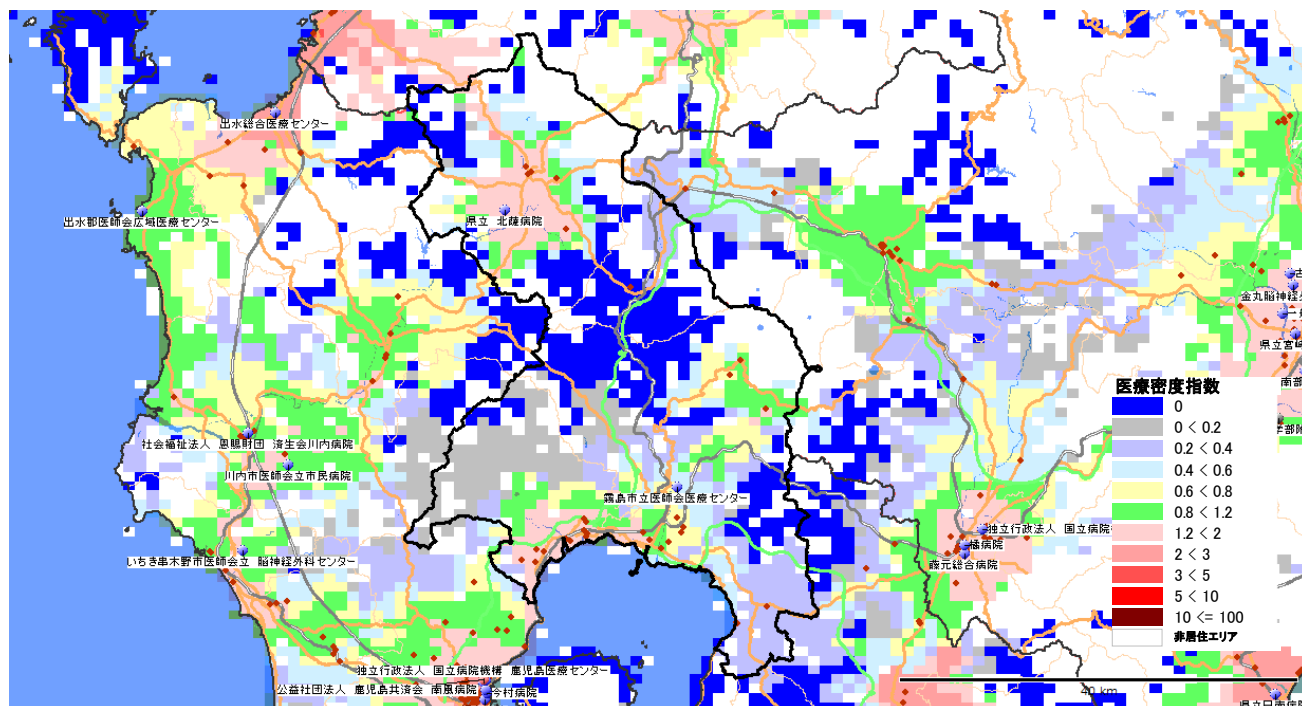 出水総合医療センター
出水郡医師会広域医療センター
県立 北薩病院
金丸脳神経外
県立宮崎
南部
医療密度指数
0
0 < 0.2
0.2 < 0.4
0.4 < 0.6
0.6 < 0.8
0.8 < 1.2
1.2 < 2
2 < 3
3 < 5
5 < 10
10 <= 100
非居住エリア
社会福祉法人 恩賜財団 済生会川内病院
川内市医師会立市民病院
霧島市立医師会医療センター
独立行政法人 国立病院
橘病院
藤元総合病院
いちき串木野市医師会立 脳神経外科センター
独立行政法人 国立病院機構 鹿児島医療センター
公益社団法人 鹿児島共済会 南風病院
今村病院
40 km
県立日南病院